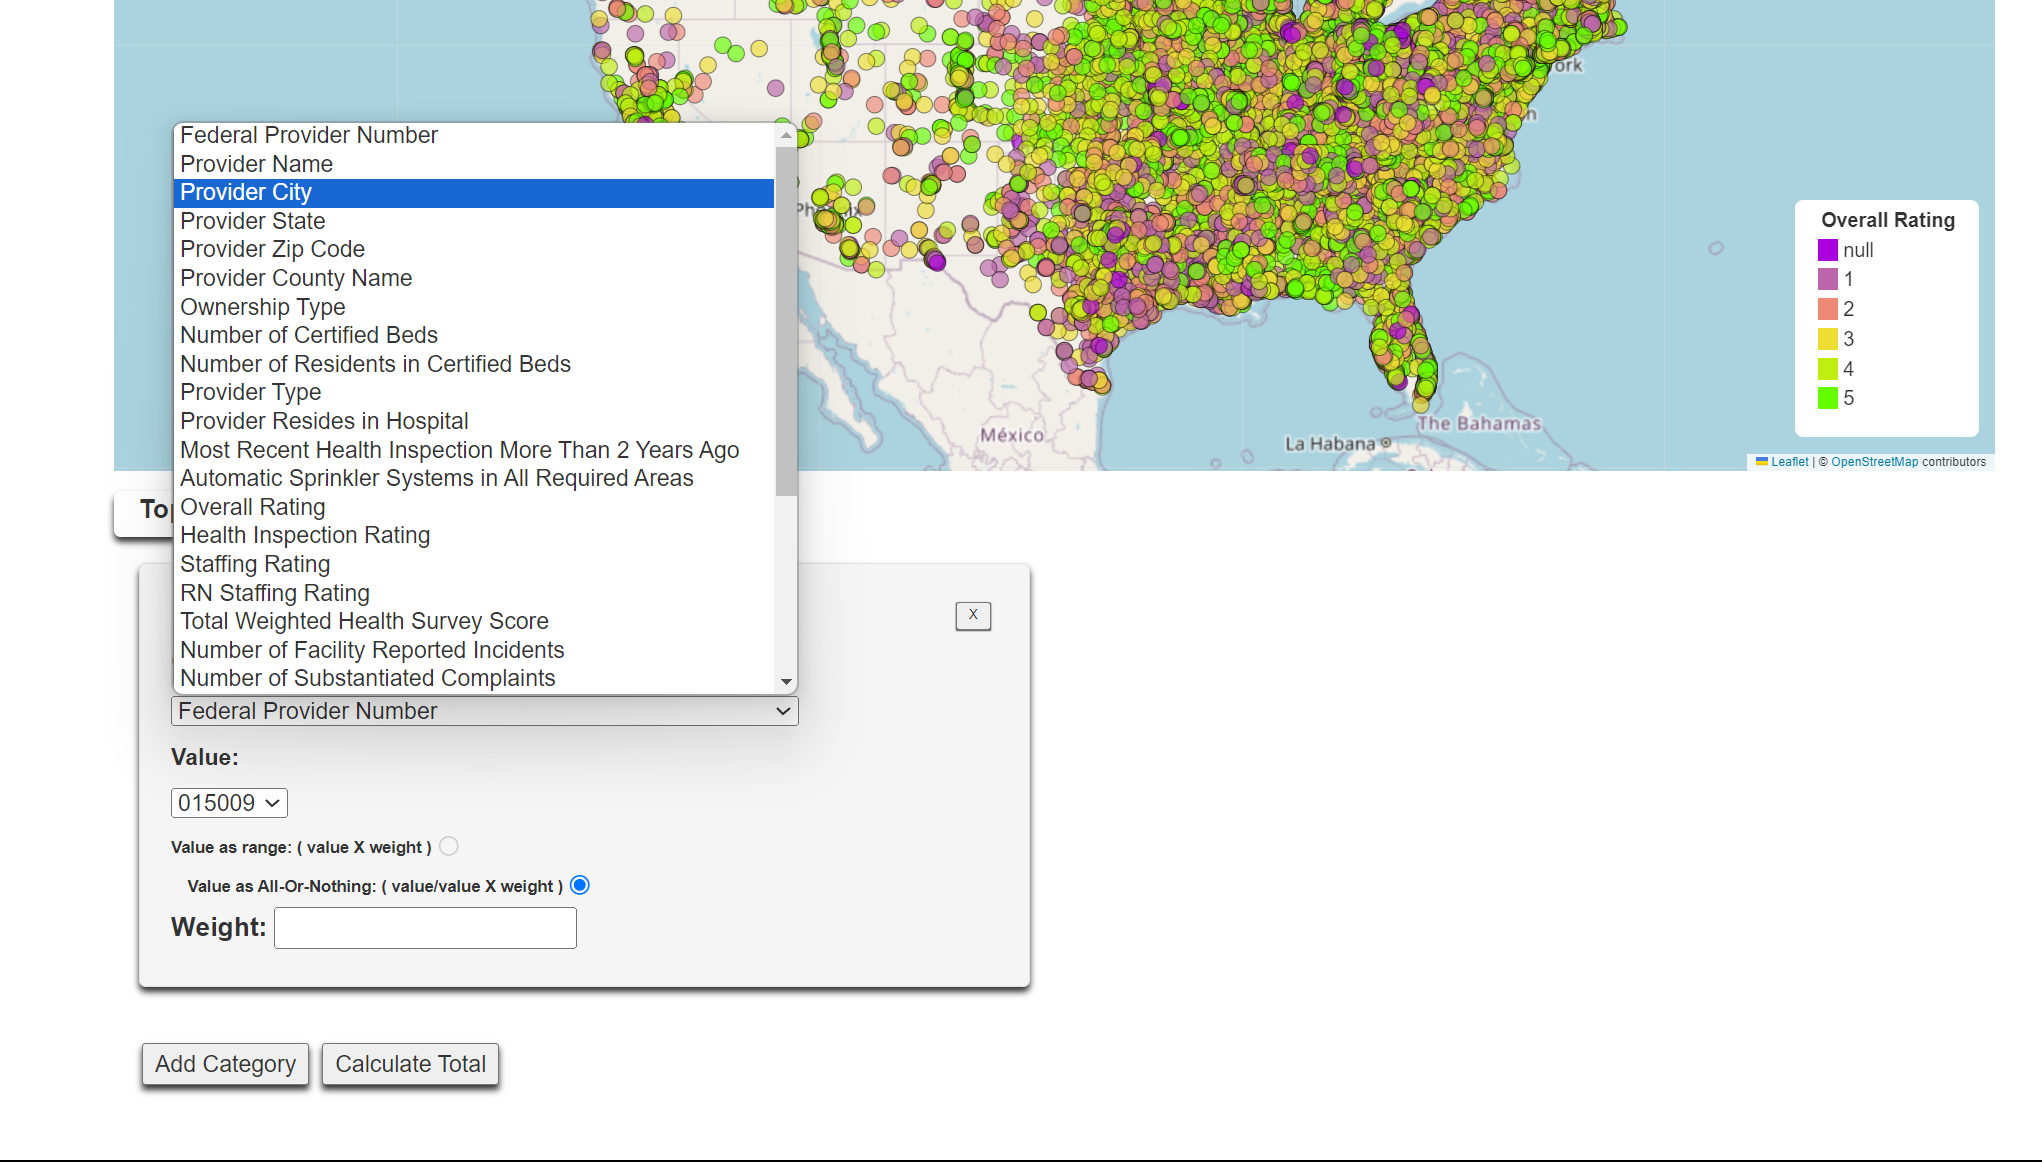 ork
n
Federal Provider Number
Provider Name
Provider City
Provider State
Provider Zip Code
Provider County Name
Ownership Type
Number of Certified Beds
Number of Residents in Certified Beds
Provider Type
Provider Resides in Hospital
Most Recent Health Inspection More Than 2 Years Ago
Automatic Sprinkler Systems in All Required Areas
Overall Rating
Health Inspection Rating
Staffing Rating
RN Staffing Rating
Total Weighted Health Survey Score
Number of Facility Reported Incidents
Number of Substantiated Complaints
Overall Rating
null
1
2
3
4
5
México
La Habana
The Bahamas
Leaflet | © OpenStreetMap contributors
To
X
Federal Provider Number
Value:
015009
Value as range: ( value X weight )
Value as All-Or-Nothing: ( value/value X weight )
Weight:
Add Category
Calculate Total